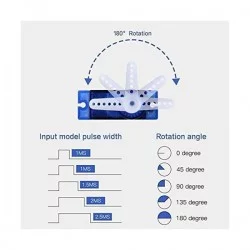 180° Rotation
Input model pulse width
Rotation angle
1MS
0 degree
1MS
45 degree
1.5MS
90 degree
2MS
135 degree
2.5MS
180 degree